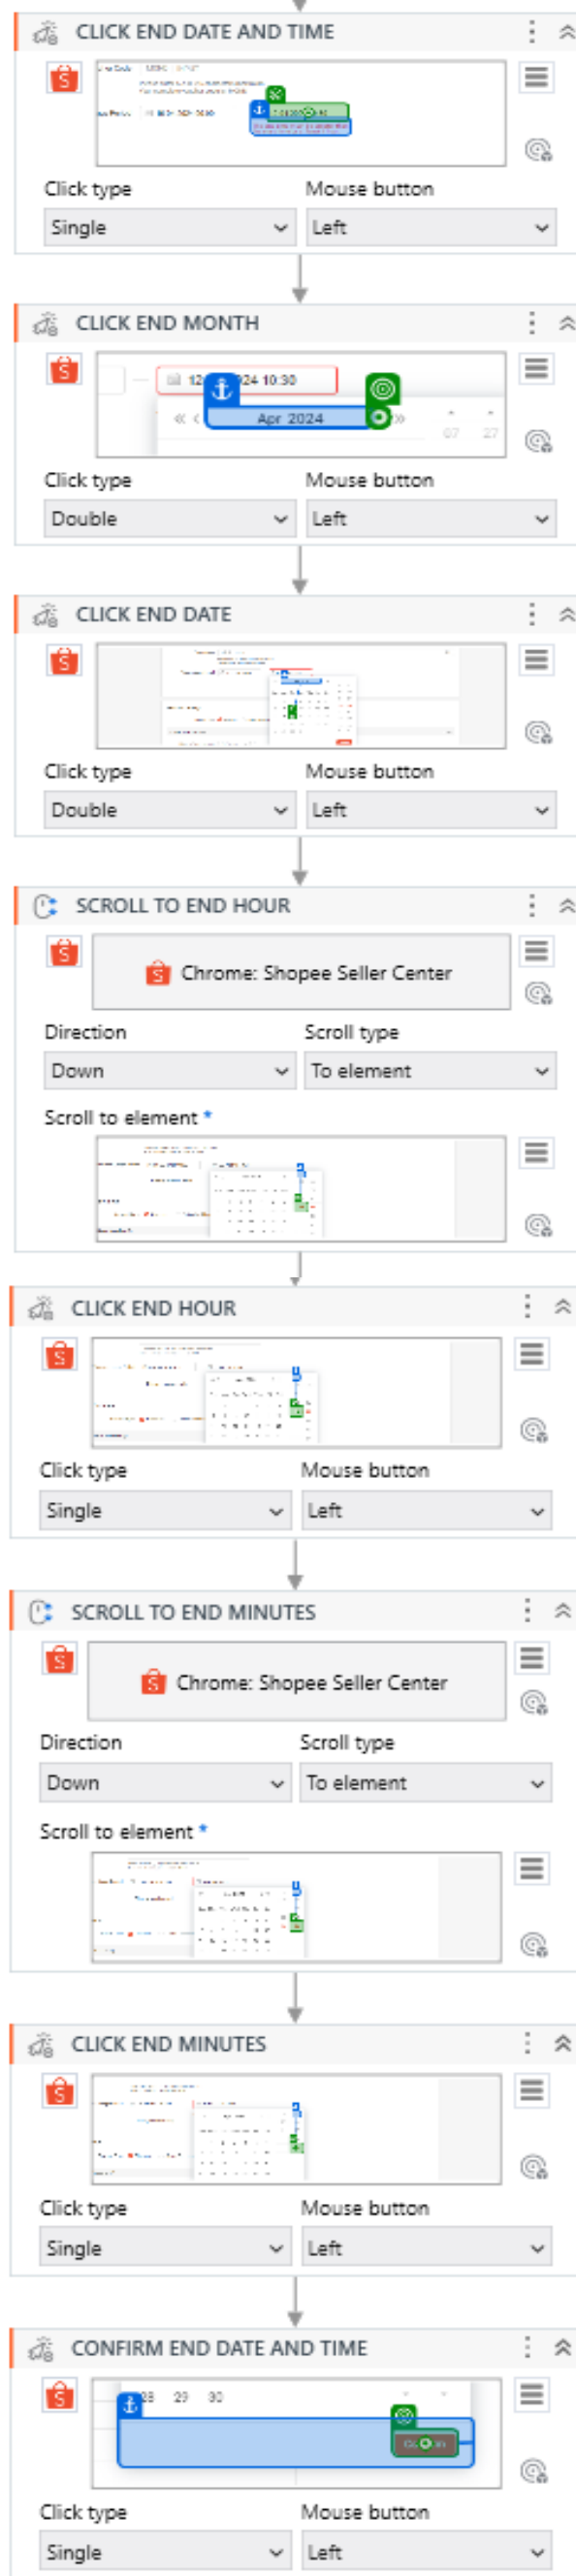 CLICK END DATE AND TIME
Click type Mouse button
Single Left
CLICK END MONTH
10:30
Apr 2024
07 27
Click type Mouse button
Double Left
CLICK END DATE
Click type Mouse button
Double Left
SCROLL TO END HOUR
Chrome: Shopee Seller Center
Direction Scroll type
Down To element
Scroll to element *
CLICK END HOUR
Click type Mouse button
Single Left
SCROLL TO END MINUTES
Chrome: Shopee Seller Center
Direction Scroll type
Down To element
Scroll to element *
CLICK END MINUTES
Click type Mouse button
Single Left
CONFIRM END DATE AND TIME
28 29 30
Click type Mouse button
Single Left